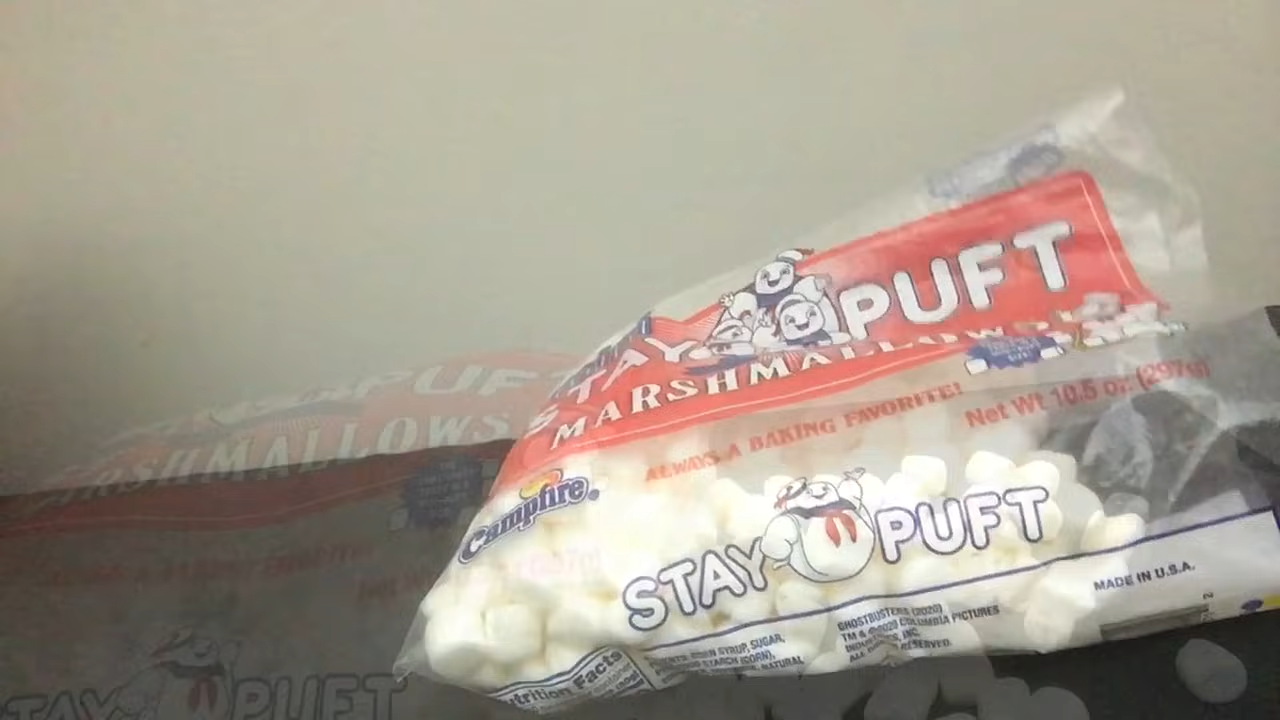 STAY PUFT
MARSHMALLOWS
ALWAYS A BAKING FAVORITE!
Net Wt 10.5 oz (297g)
Campfire®
STAY PUFT
MADE IN U.S.A.
Nutrition Facts
CORN SYRUP, SUGAR,
STARCH (CORN),
NATURAL
GHOSTBUSTERS (2020)
TM & © 2020 COLUMBIA PICTURES
INDUSTRIES, INC.
ALL RIGHTS RESERVED.
PUFT
MALLOWS
STAY PUFT